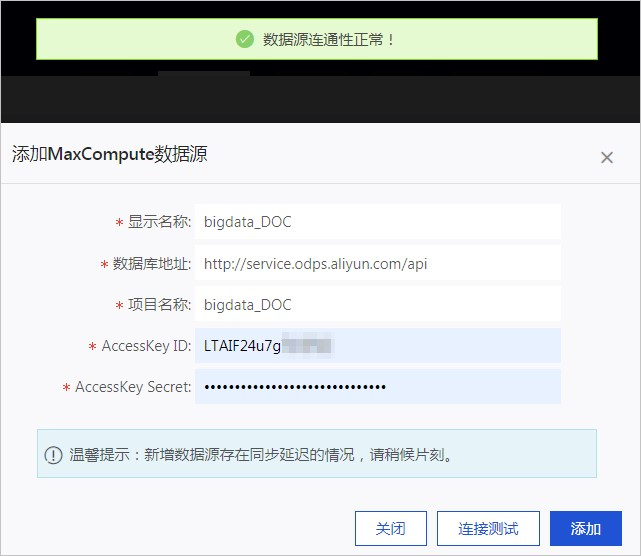 数据源连通性正常！
添加MaxCompute数据源
* 显示名称: bigdata_DOC
* 数据库地址: http://service.odps.aliyun.com/api
* 项目名称: bigdata_DOC
* AccessKey ID: LTAIF24u7g
* AccessKey Secret: ••••••••••••••••••••••••••••••
温馨提示：新增数据源存在同步延迟的情况，请稍候片刻。
关闭 连接测试 添加